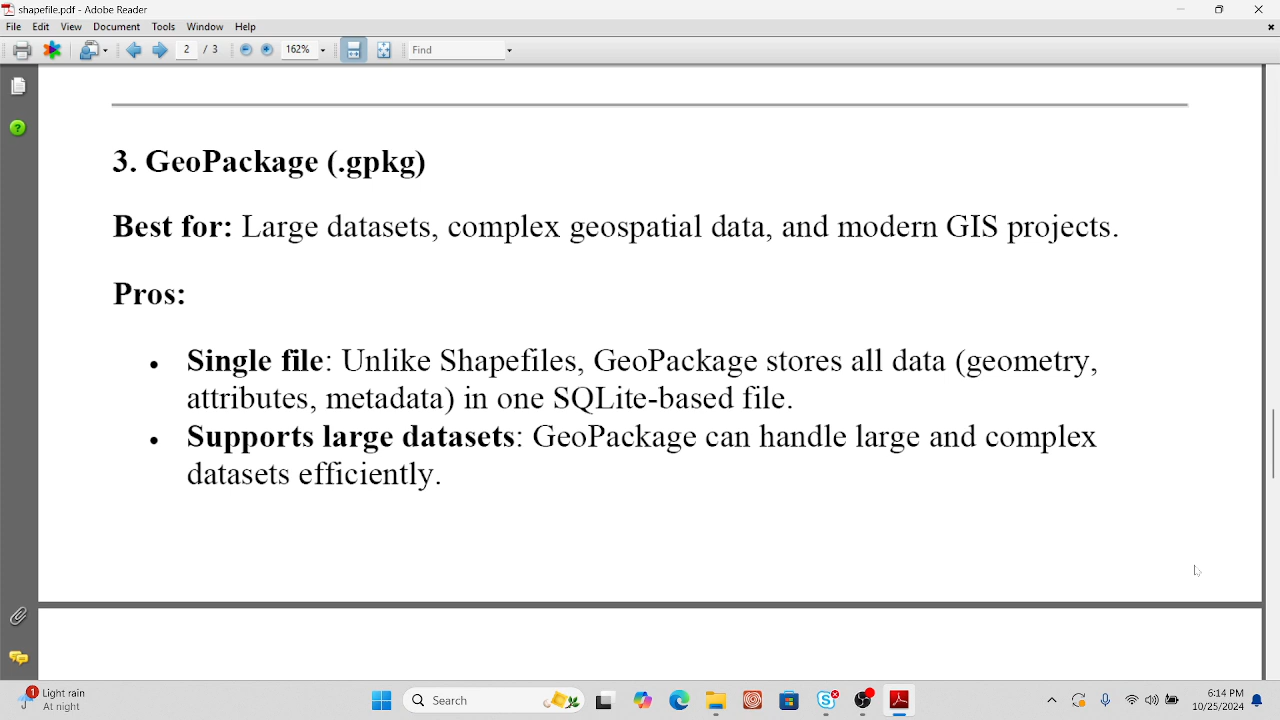 shapefile.pdf - Adobe Reader
File Edit View Document Tools Window Help
2 / 3 162% Find
3. GeoPackage (.gpkg)
Best for: Large datasets, complex geospatial data, and modern GIS projects.
Pros:
• Single file: Unlike Shapefiles, GeoPackage stores all data (geometry,
attributes, metadata) in one SQLite-based file.
• Supports large datasets: GeoPackage can handle large and complex
datasets efficiently.
1 Light rain
At night
Search
6:14 PM
10/25/2024